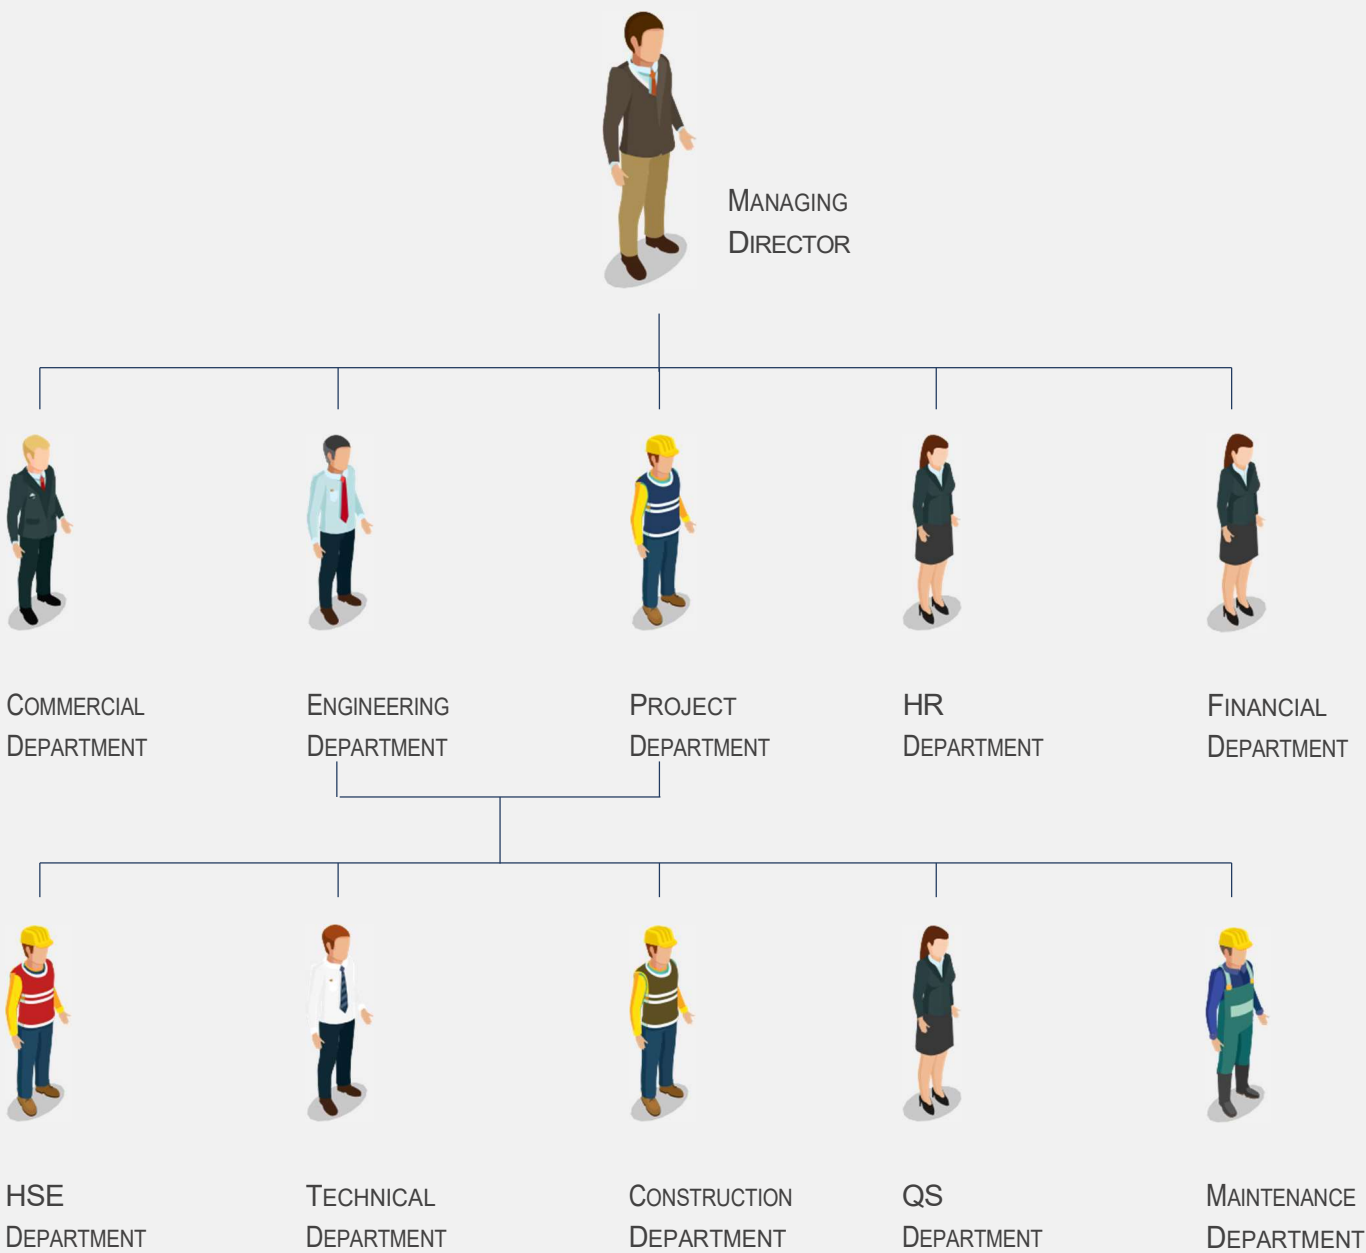 MANAGING
DIRECTOR
COMMERCIAL
DEPARTMENT
ENGINEERING
DEPARTMENT
PROJECT
DEPARTMENT
HR
DEPARTMENT
FINANCIAL
DEPARTMENT
HSE
DEPARTMENT
TECHNICAL
DEPARTMENT
CONSTRUCTION
DEPARTMENT
QS
DEPARTMENT
MAINTENANCE
DEPARTMENT